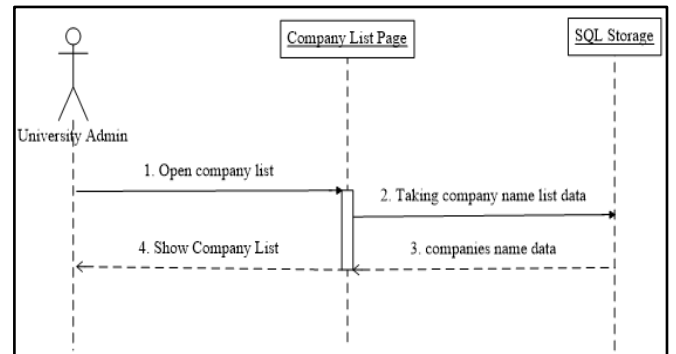 Company List Page
SQL Storage
University Admin
1. Open company list
2. Taking company name list data
4. Show Company List
3. companies name data